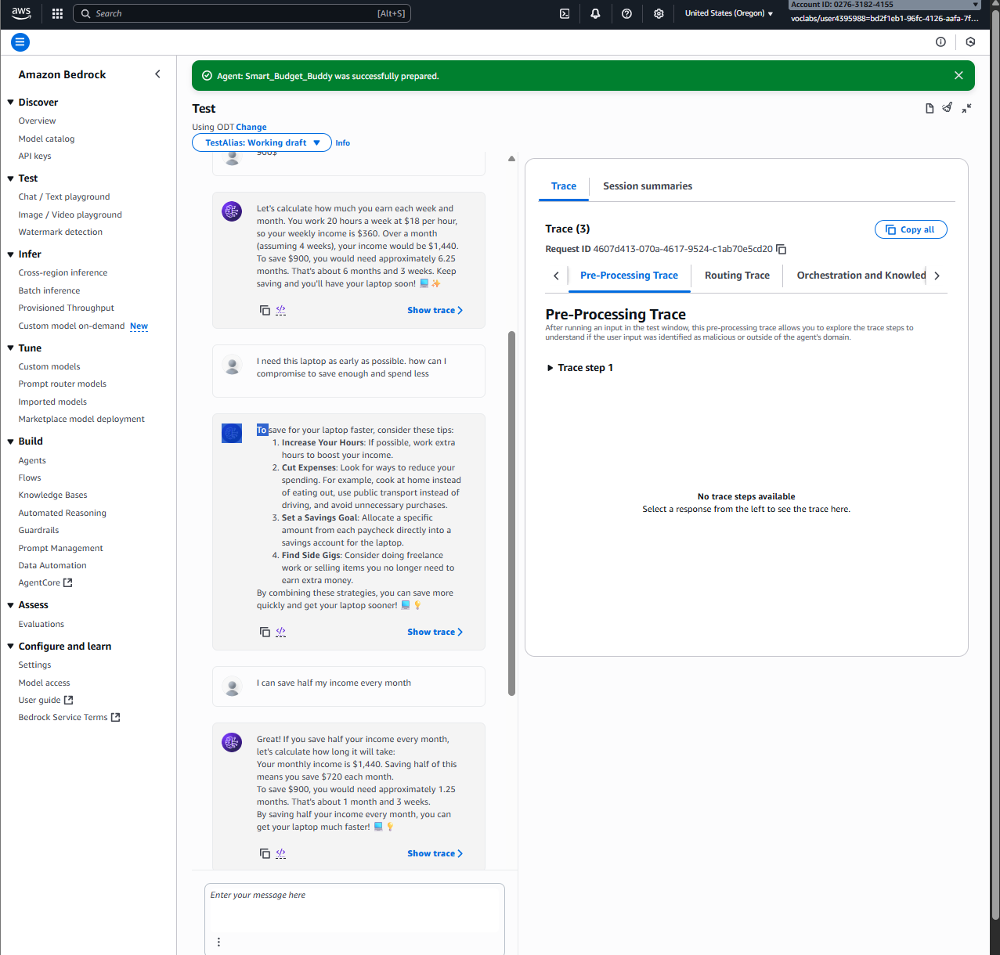 aws
Search
[Alt+S]
United States (Oregon)
Account ID: 0276-3182-4155
voclabs/user4395988=bd2f1eb1-96fc-4126-aafa-7f...
Amazon Bedrock
Discover
Overview
Model catalog
API keys
Test
Chat / Text playground
Image / Video playground
Watermark detection
Infer
Cross-region inference
Batch inference
Provisioned Throughput
Custom model on-demand New
Tune
Custom models
Prompt router models
Imported models
Marketplace model deployment
Build
Agents
Flows
Knowledge Bases
Automated Reasoning
Guardrails
Prompt Management
Data Automation
AgentCore
Assess
Evaluations
Configure and learn
Settings
Model access
User guide
Bedrock Service Terms
Agent: Smart_Budget_Buddy was successfully prepared.
Test
Using ODT Change
TestAlias: Working draft
Info
900$
Let's calculate how much you earn each week and
month. You work 20 hours a week at $18 per hour,
so your weekly income is $360. Over a month
(assuming 4 weeks), your income would be $1,440.
To save $900, you would need approximately 6.25
months. That's about 6 months and 3 weeks. Keep
saving and you'll have your laptop soon! 💻 ✨
Show trace
I need this laptop as early as possible. how can I
compromise to save enough and spend less
To save for your laptop faster, consider these tips:
1. Increase Your Hours: If possible, work extra
hours to boost your income.
2. Cut Expenses: Look for ways to reduce your
spending. For example, cook at home instead
of eating out, use public transport instead of
driving, and avoid unnecessary purchases.
3. Set a Savings Goal: Allocate a specific
amount from each paycheck directly into a
savings account for the laptop.
4. Find Side Gigs: Consider doing freelance
work or selling items you no longer need to
earn extra money.
By combining these strategies, you can save more
quickly and get your laptop sooner! 💻 💡
Show trace
I can save half my income every month
Great! If you save half your income every month,
let's calculate how long it will take:
Your monthly income is $1,440. Saving half of this
means you save $720 each month.
To save $900, you would need approximately 1.25
months. That's about 1 month and 3 weeks.
By saving half your income every month, you can
get your laptop much faster! 💻 💡
Show trace
Enter your message here
Trace
Session summaries
Trace (3)
Copy all
Request ID 4607d413-070a-4617-9524-c1ab70e5cd20
Pre-Processing Trace
Routing Trace
Orchestration and Knowled
Pre-Processing Trace
After running an input in the test window, this pre-processing trace allows you to explore the trace steps to
understand if the user input was identified as malicious or outside of the agent's domain.
Trace step 1
No trace steps available
Select a response from the left to see the trace here.